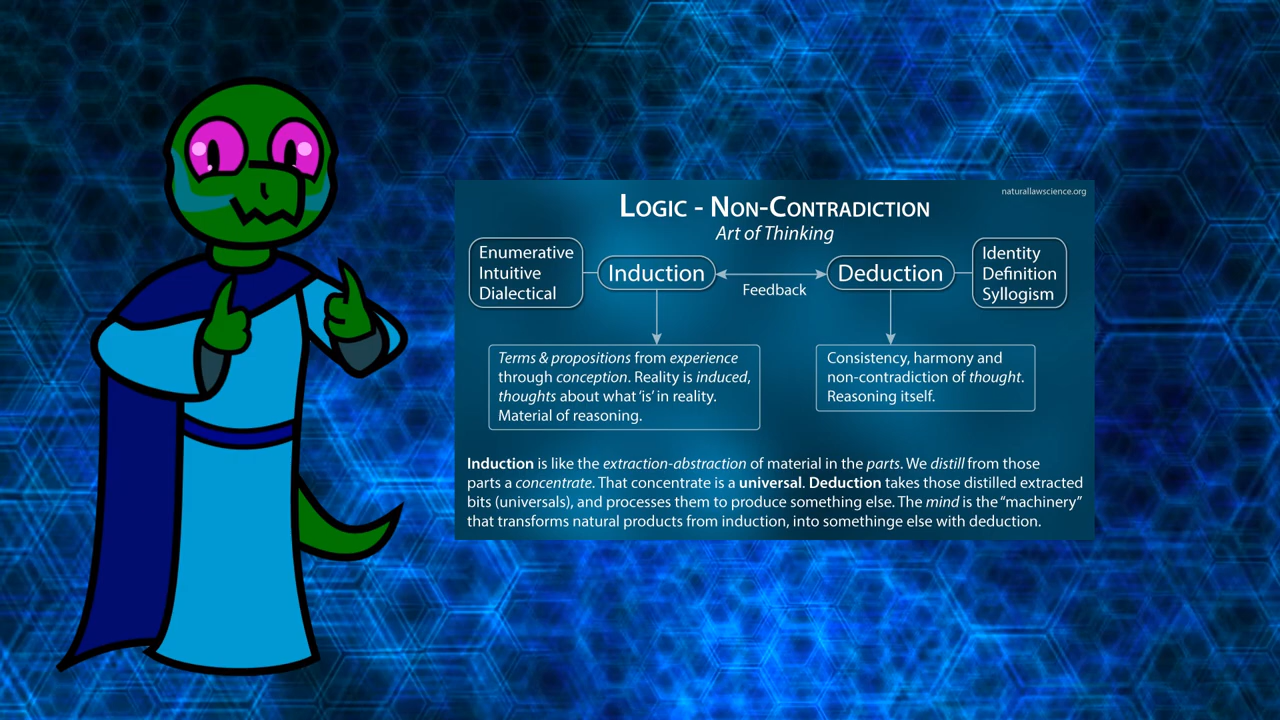 naturallawscience.org
LOGIC - NON-CONTRADICTION
Art of Thinking
Enumerative
Intuitive
Dialectical
Induction
Feedback
Deduction
Identity
Definition
Syllogism
Terms & propositions from experience
through conception. Reality is induced,
thoughts about what 'is' in reality.
Material of reasoning.
Consistency, harmony and
non-contradiction of thought.
Reasoning itself.
Induction is like the extraction-abstraction of material in the parts. We distill from those
parts a concentrate. That concentrate is a universal. Deduction takes those distilled extracted
bits (universals), and processes them to produce something else. The mind is the "machinery"
that transforms natural products from induction, into somethinge else with deduction.